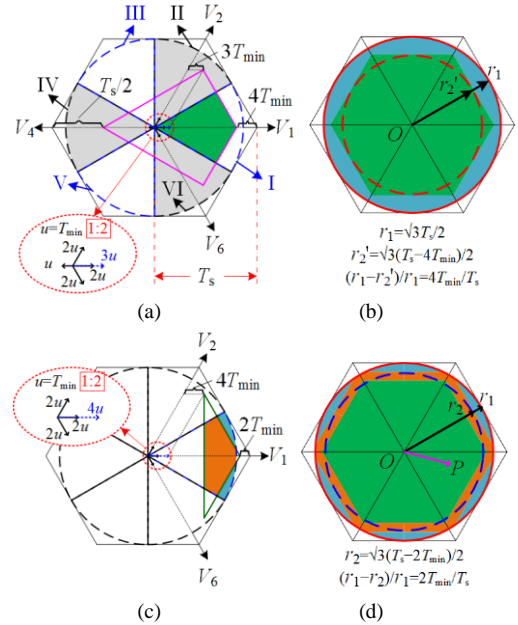 III
II
V₂
3Tmin
IV
Ts/2
4Tmin
V₄
V₁
V
VI
I
u=Tmin 1:2
2u
3u
u
2u
2u
V₆
Ts
(a)
r₁
r₂'
O
r₁=√3Ts/2
r₂'=√3(Ts-4Tmin)/2
(r₁-r₂')/r₁=4Tmin/Ts
(b)
V₂
u=Tmin 1:2
4Tmin
2u
4u
2u
2u
2Tmin
V₁
V₆
(c)
r₂
r₁
O
P
r₂=√3(Ts-2Tmin)/2
(r₁-r₂)/r₁=2Tmin/Ts
(d)